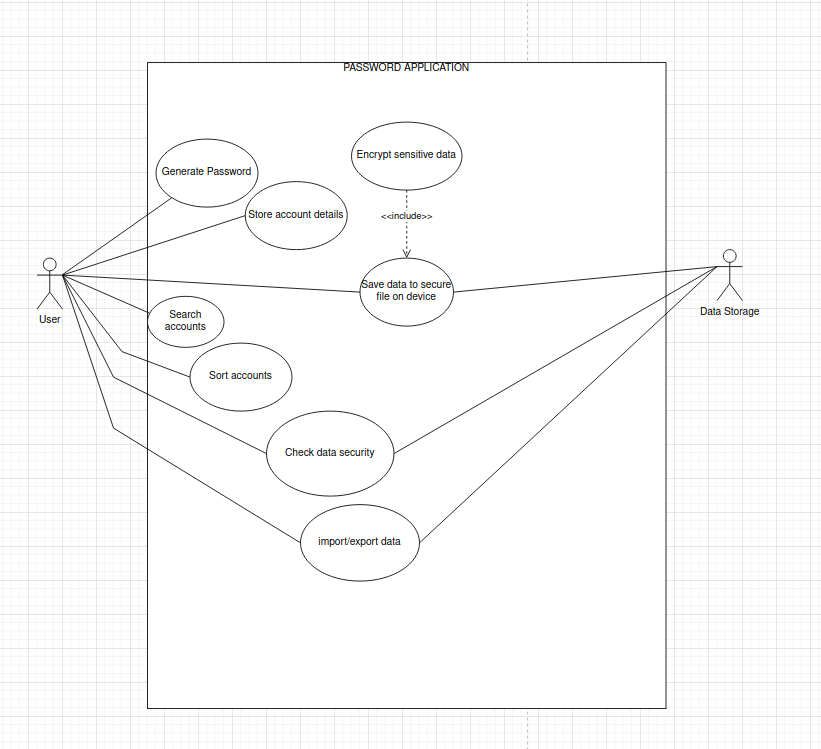 PASSWORD APPLICATION
Encrypt sensitive data
Generate Password
Store account details
<<include>>
Save data to secure
file on device
User
Data Storage
Search
accounts
Sort accounts
Check data security
import/export data